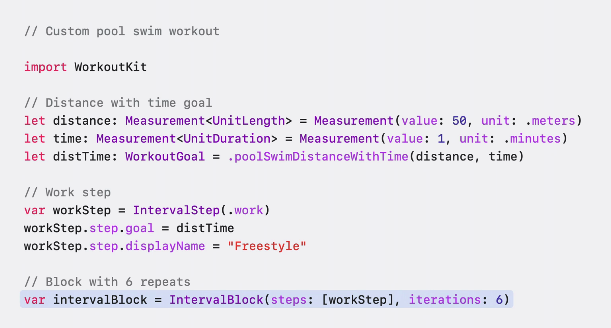 // Custom pool swim workout
import WorkoutKit
// Distance with time goal
let distance: Measurement<UnitLength> = Measurement(value: 50, unit: .meters)
let time: Measurement<UnitDuration> = Measurement(value: 1, unit: .minutes)
let distTime: WorkoutGoal = .poolSwimDistanceWithTime(distance, time)
// Work step
var workStep = IntervalStep(.work)
workStep.step.goal = distTime
workStep.step.displayName = "Freestyle"
// Block with 6 repeats
var intervalBlock = IntervalBlock(steps: [workStep], iterations: 6)